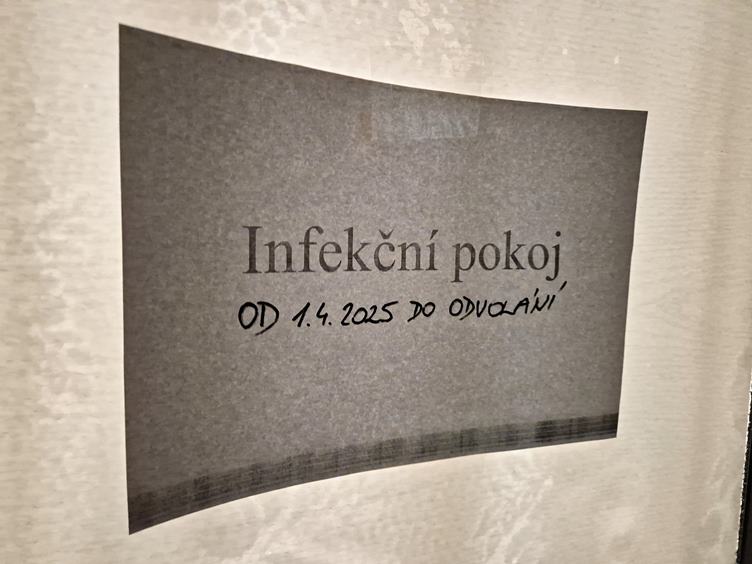 Infekční pokoj
OD 1.4.2025 DO ODVOLÁNÍ